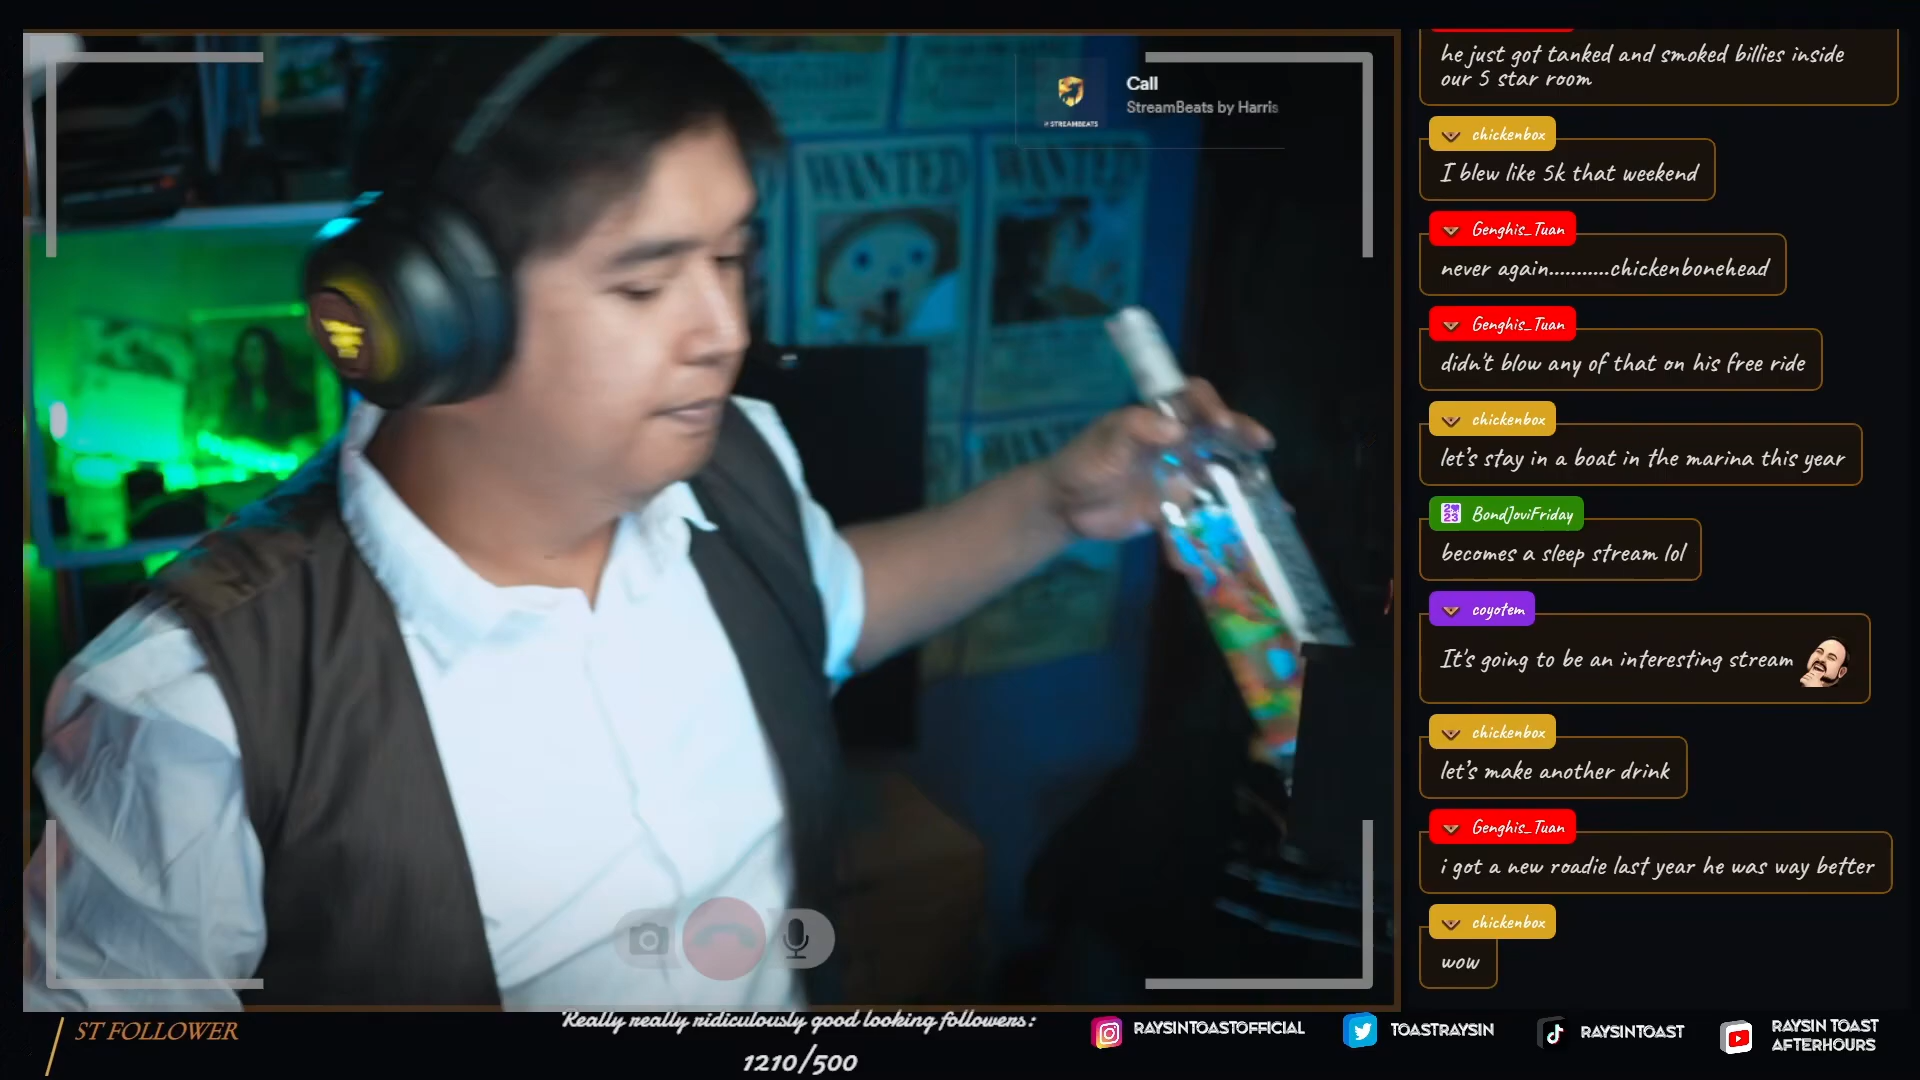 WANTED
WANTED
Call
StreamBeats by Harris
STREAMBEATS
he just got tanked and smoked billies inside
our 5 star room
chickenbox
I blew like 5k that weekend
Genghis_Tuan
never again...........chickenbonehead
Genghis_Tuan
didn't blow any of that on his free ride
chickenbox
let's stay in a boat in the marina this year
BondJoviFriday
becomes a sleep stream lol
coyotem
It's going to be an interesting stream
chickenbox
let's make another drink
Genghis_Tuan
i got a new roadie last year he was way better
chickenbox
wow
ST FOLLOWER
Really really ridiculously good looking followers:
1210/500
RAYSINTOASTOFFICIAL
TOASTRAYSIN
RAYSINTOAST
RAYSIN TOAST
AFTERHOURS